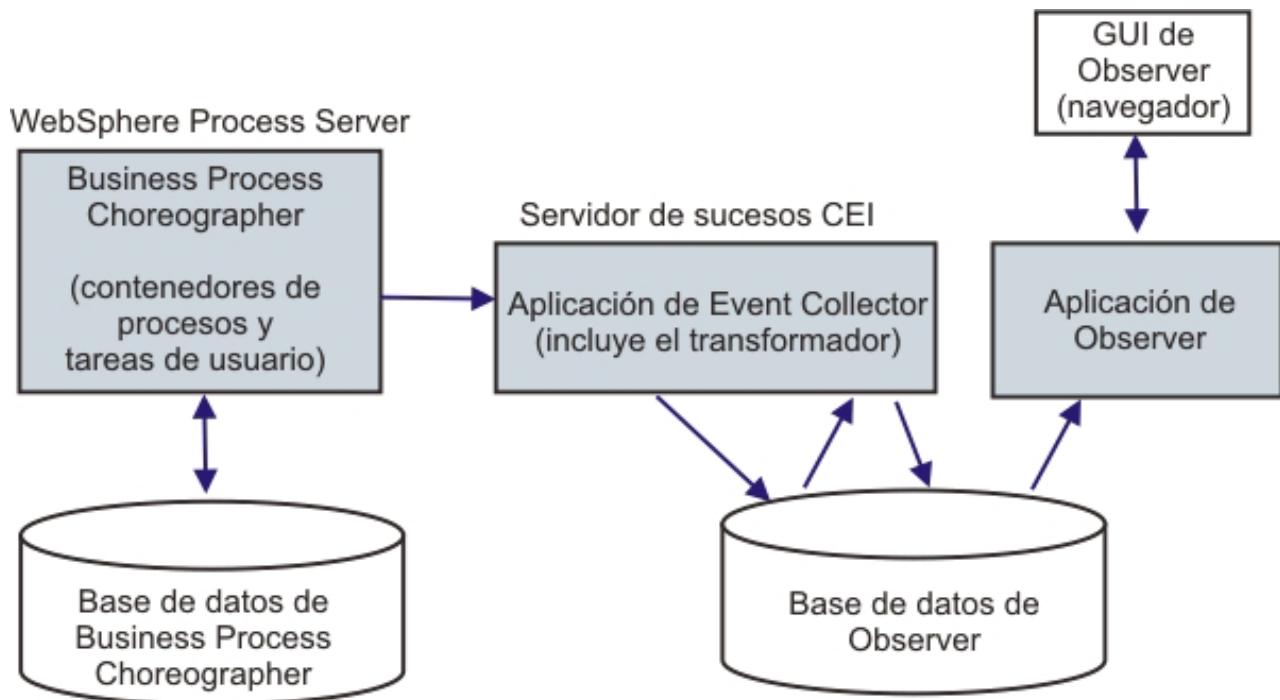 GUI de
Observer
(navegador)
WebSphere Process Server
Business Process
Choreographer
(contenedores de
procesos y
tareas de usuario)
Servidor de sucesos CEI
Aplicación de Event Collector
(incluye el transformador)
Aplicación de
Observer
Base de datos de
Business Process
Choreographer
Base de datos de
Observer